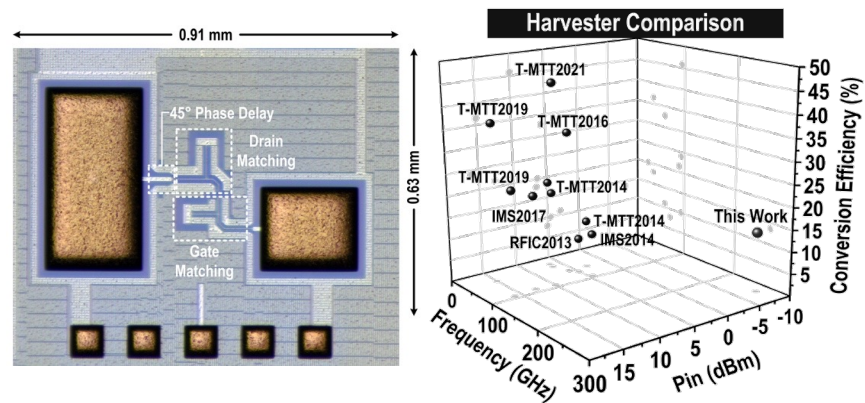 0.91 mm
45° Phase Delay
Drain
Matching
Gate
Matching
0.63 mm
Harvester Comparison
T-MTT2021
T-MTT2019
T-MTT2016
T-MTT2019
T-MTT2014
IMS2017
T-MTT2014
RFIC2013
IMS2014
This Work
50
45
40
35
30
25
20
15
10
5
Conversion Efficiency (%)
0
100
200
300
Frequency (GHz)
15
10
5
0
-5
-10
Pin (dBm)